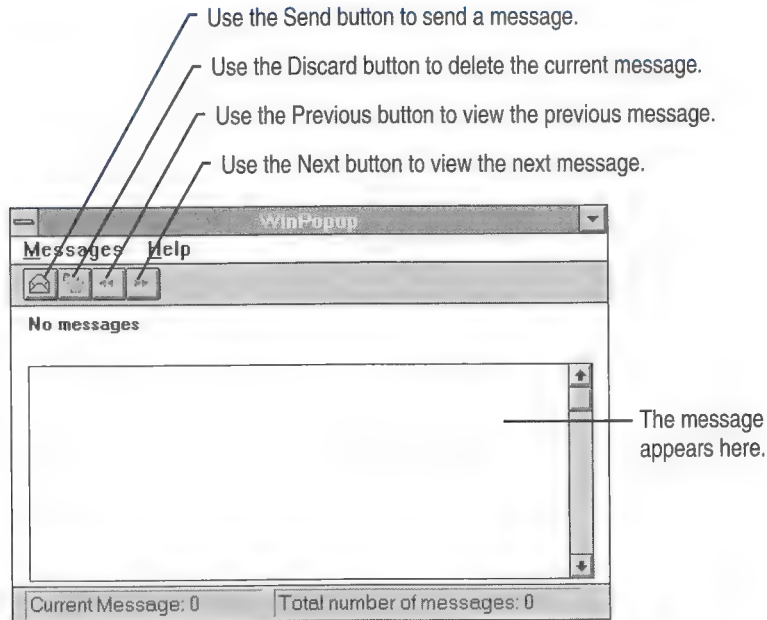 Use the Send button to send a message.
Use the Discard button to delete the current message.
Use the Previous button to view the previous message.
Use the Next button to view the next message.
WinPopup
Messages Help
No messages
The message
appears here.
Current Message: 0 Total number of messages: 0